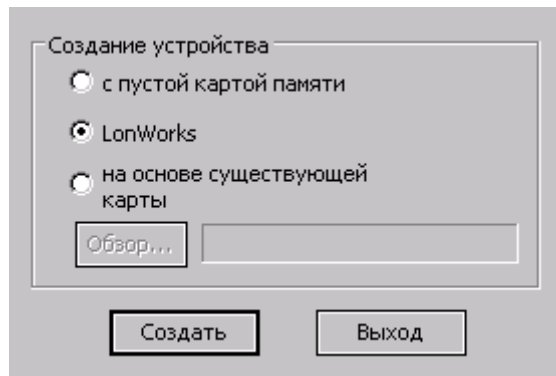 Создание устройства
с пустой картой памяти
LonWorks
на основе существующей
карты
Обзор...
Создать
Выход